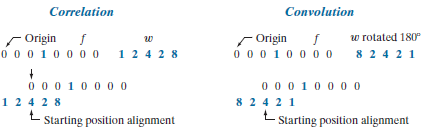 Correlation
Origin f w
0 0 0 1 0 0 0 0 1 2 4 2 8
0 0 0 1 0 0 0 0
1 2 4 2 8
Starting position alignment
Convolution
Origin f w rotated 180°
0 0 0 1 0 0 0 0 8 2 4 2 1
0 0 0 1 0 0 0 0
8 2 4 2 1
Starting position alignment